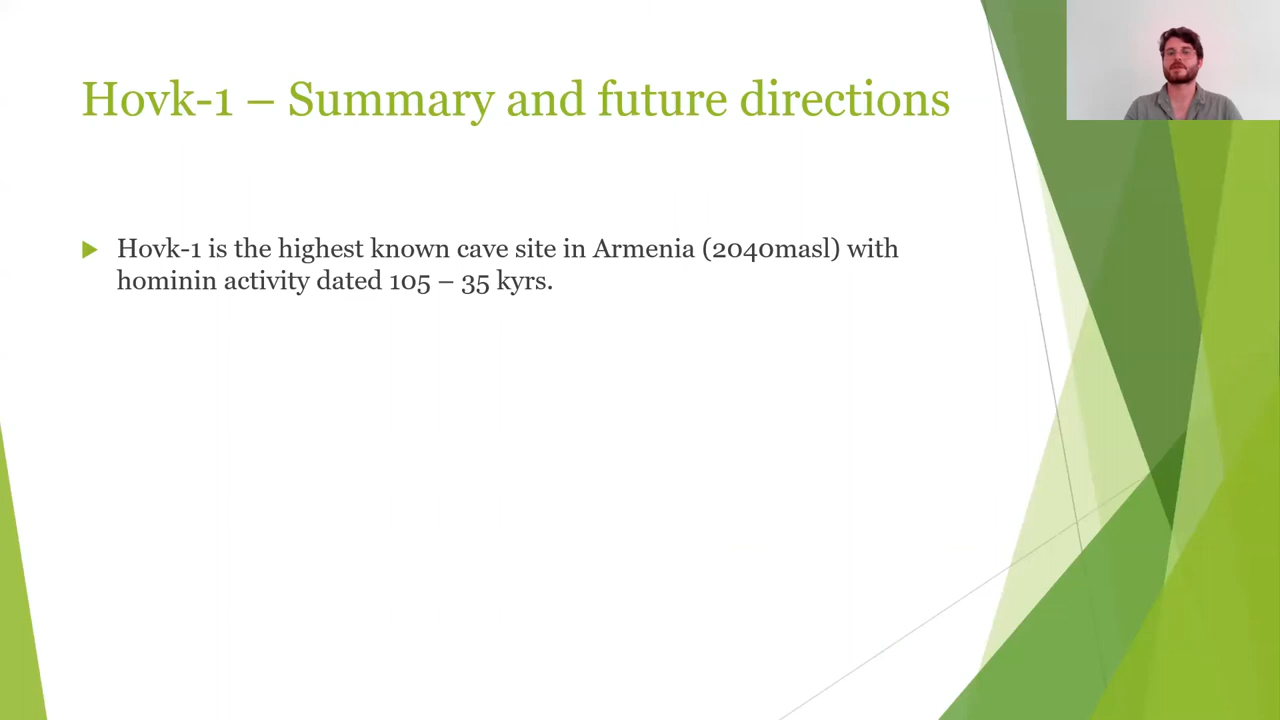 Hovk-1 – Summary and future directions
Hovk-1 is the highest known cave site in Armenia (2040masl) with
hominin activity dated 105 – 35 kyrs.